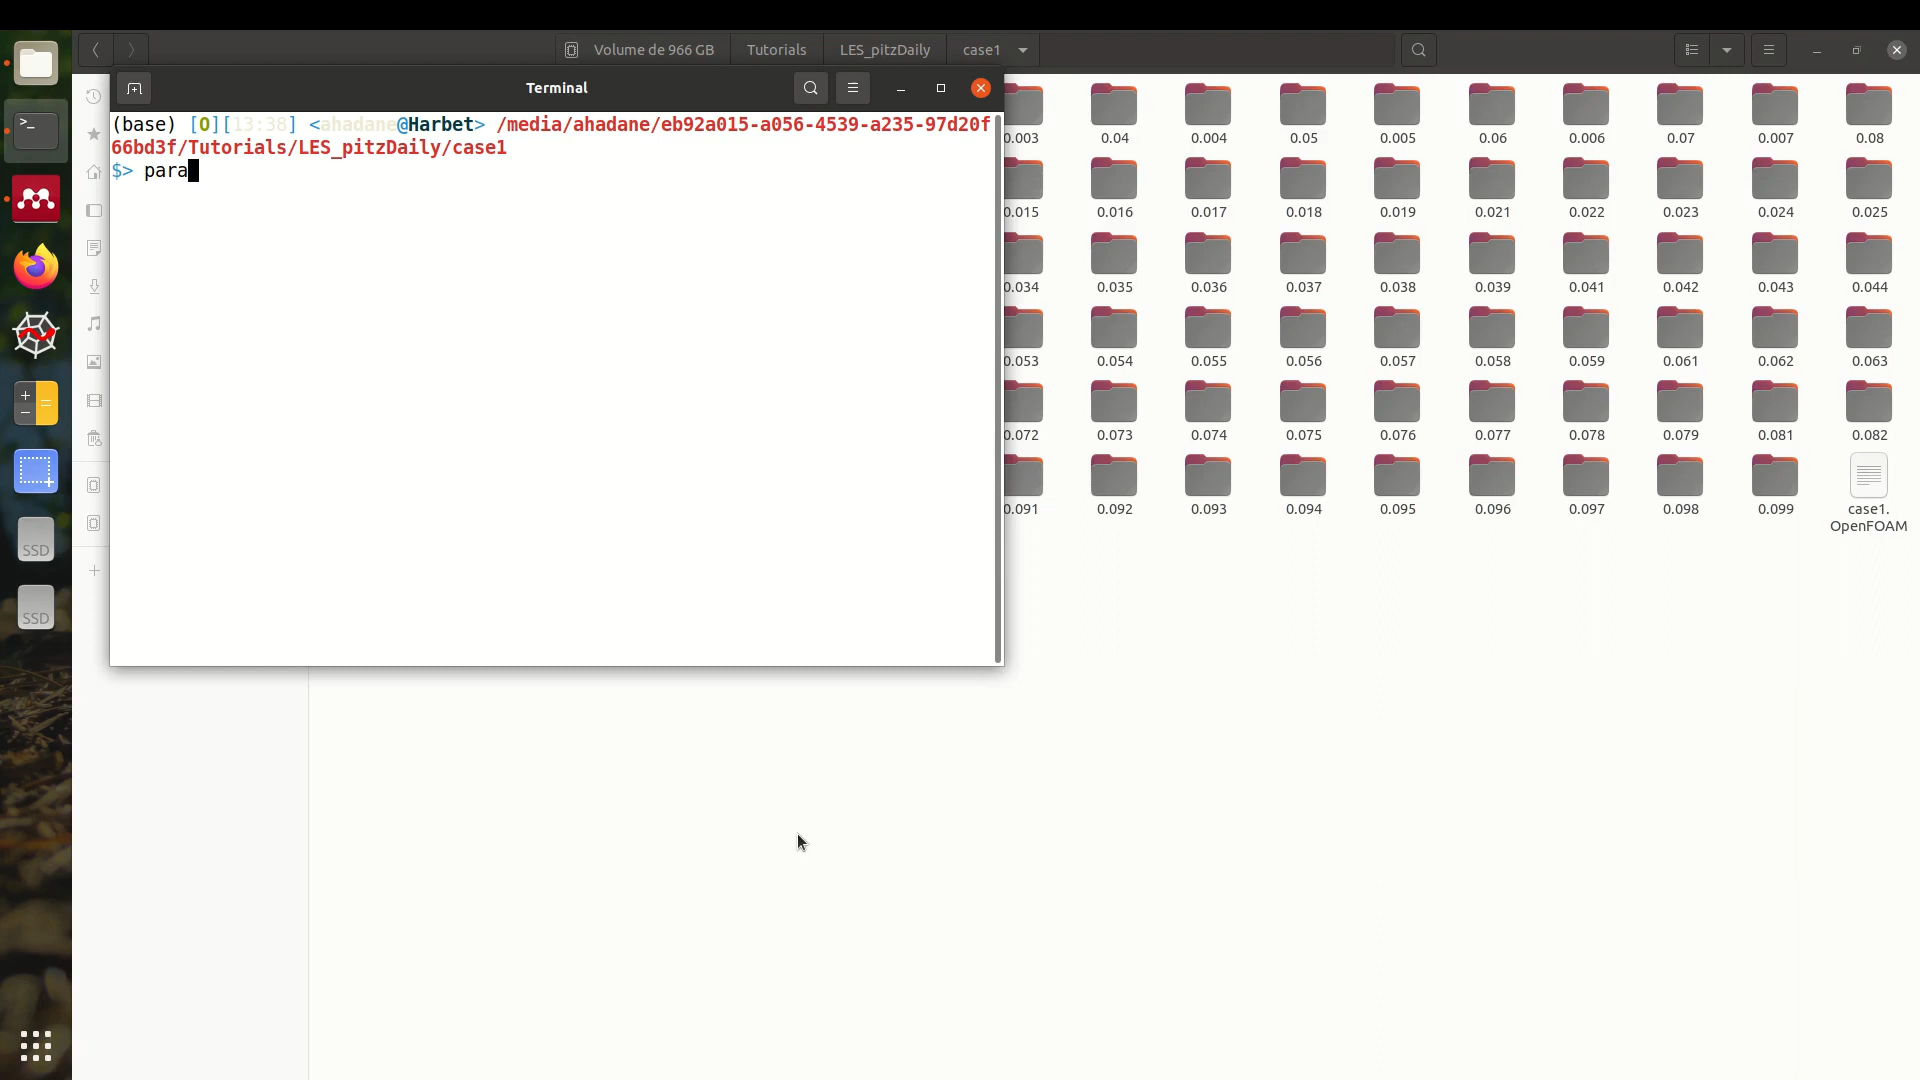 Volume de 966 GB Tutorials LES_pitzDaily case1
Terminal
(base) [O][13:38] <ahadane@Harbet> /media/ahadane/eb92a015-a056-4539-a235-97d20f
66bd3f/Tutorials/LES_pitzDaily/case1
$> para
0.003 0.04 0.004 0.05 0.005 0.06 0.006 0.07 0.007 0.08
0.015 0.016 0.017 0.018 0.019 0.021 0.022 0.023 0.024 0.025
0.034 0.035 0.036 0.037 0.038 0.039 0.041 0.042 0.043 0.044
0.053 0.054 0.055 0.056 0.057 0.058 0.059 0.061 0.062 0.063
0.072 0.073 0.074 0.075 0.076 0.077 0.078 0.079 0.081 0.082
0.091 0.092 0.093 0.094 0.095 0.096 0.097 0.098 0.099 case1.
OpenFOAM
SSD
SSD